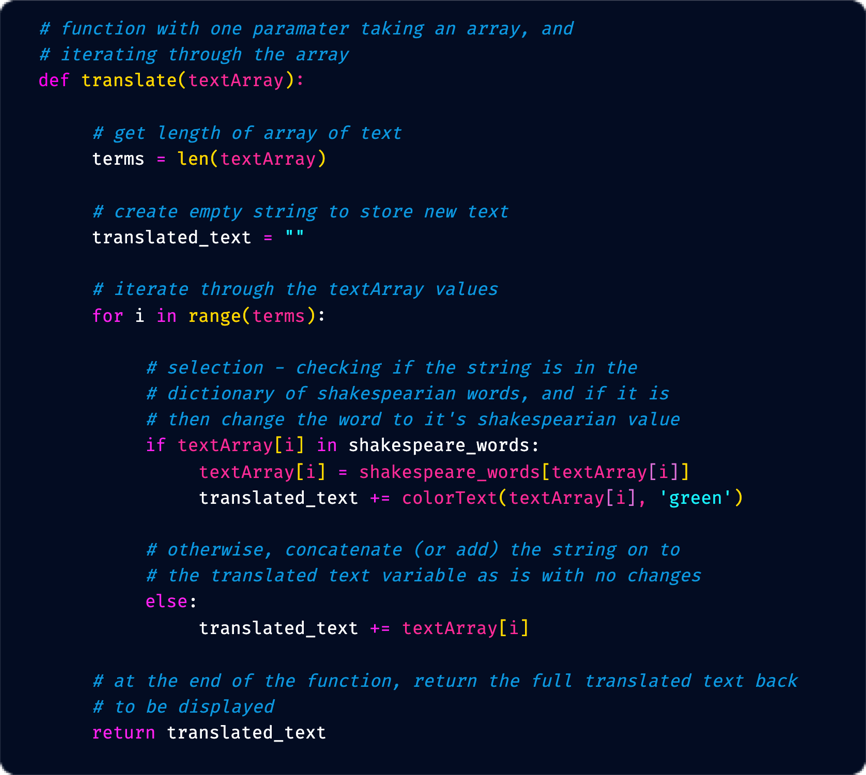 # function with one paramater taking an array, and
# iterating through the array
def translate(textArray):
# get length of array of text
terms = len(textArray)
# create empty string to store new text
translated_text = ""
# iterate through the textArray values
for i in range(terms):
# selection - checking if the string is in the
# dictionary of shakespearian words, and if it is
# then change the word to it's shakespearian value
if textArray[i] in shakespeare_words:
textArray[i] = shakespeare_words[textArray[i]]
translated_text += colorText(textArray[i], 'green')
# otherwise, concatenate (or add) the string on to
# the translated text variable as is with no changes
else:
translated_text += textArray[i]
# at the end of the function, return the full translated text back
# to be displayed
return translated_text